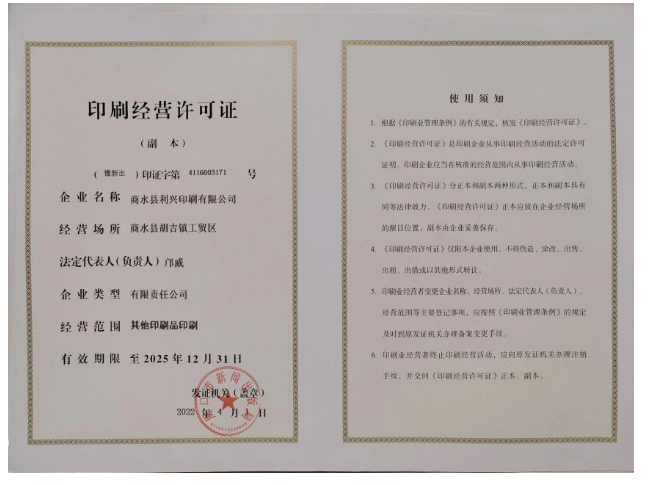 印刷经营许可证
（副 本）
（豫新出）印证字第 4116003171 号
企业名称 商水县利兴印刷有限公司
经营场所 商水县胡吉镇工贸区
法定代表人（负责人）邝威
企业类型 有限责任公司
经营范围 其他印刷品印刷
有效期限 至 2025 年 12 月 31 日
发证机关（盖章）
2022 年 4 月 1 日
使用须知
1. 根据《印刷业管理条例》的有关规定，核发《印刷经营许可证》。
2. 《印刷经营许可证》是印刷企业从事印刷经营活动的法定许可
证明。印刷企业应当在核准的经营范围内从事印刷经营活动。
3. 《印刷经营许可证》分正本和副本两种形式，正本和副本具有
同等法律效力。《印刷经营许可证》正本应放在企业经营场所
的醒目位置，副本由企业妥善保存。
4. 《印刷经营许可证》仅限本企业使用，不得伪造、涂改、出售、
出租、出借或以其他形式转让。
5. 印刷业经营者变更企业名称、经营场所、法定代表人（负责人）、
经营范围等主要登记事项，应按照《印刷业管理条例》的规定
及时到原发证机关办理备案变更手续。
6. 印刷业经营者终止印刷经营活动，应向原发证机关办理注销
手续，并交回《印刷经营许可证》正本、副本。